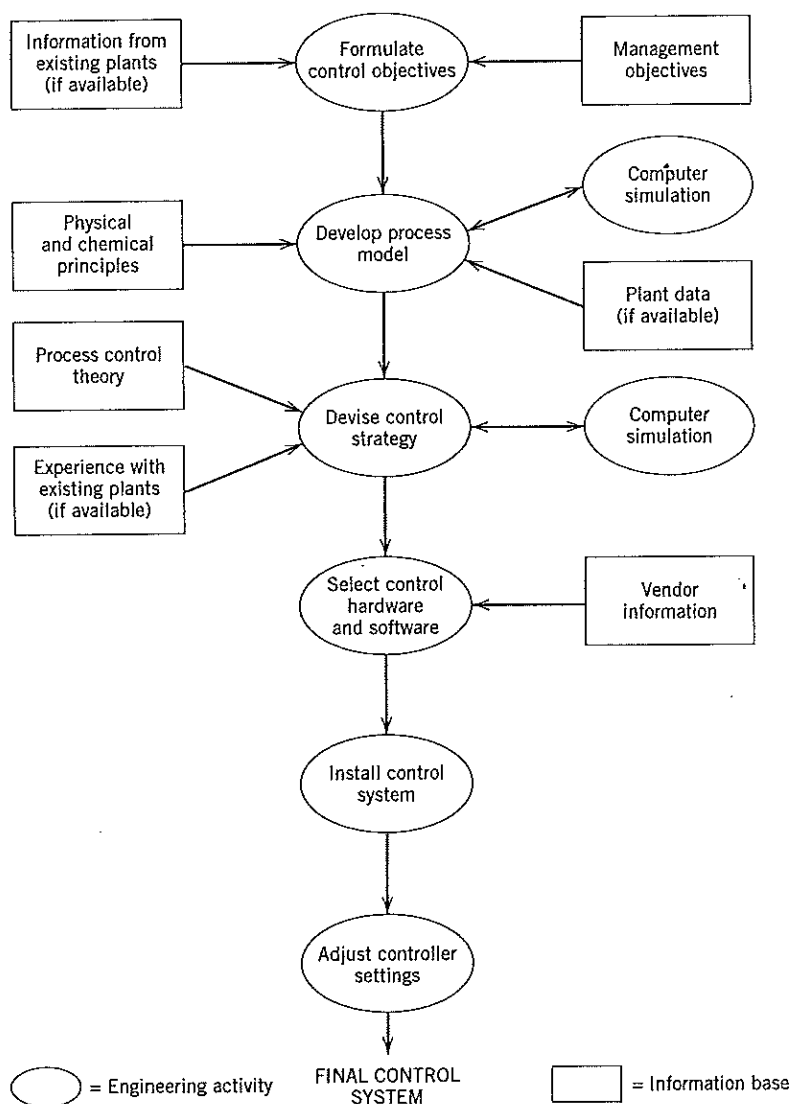 Information from
existing plants
(if available)
Formulate
control objectives
Management
objectives
Computer
simulation
Physical
and chemical
principles
Develop process
model
Plant data
(if available)
Process control
theory
Devise control
strategy
Computer
simulation
Experience with
existing plants
(if available)
Select control
hardware
and software
Vendor
information
Install control
system
Adjust controller
settings
= Engineering activity
FINAL CONTROL
SYSTEM
= Information base